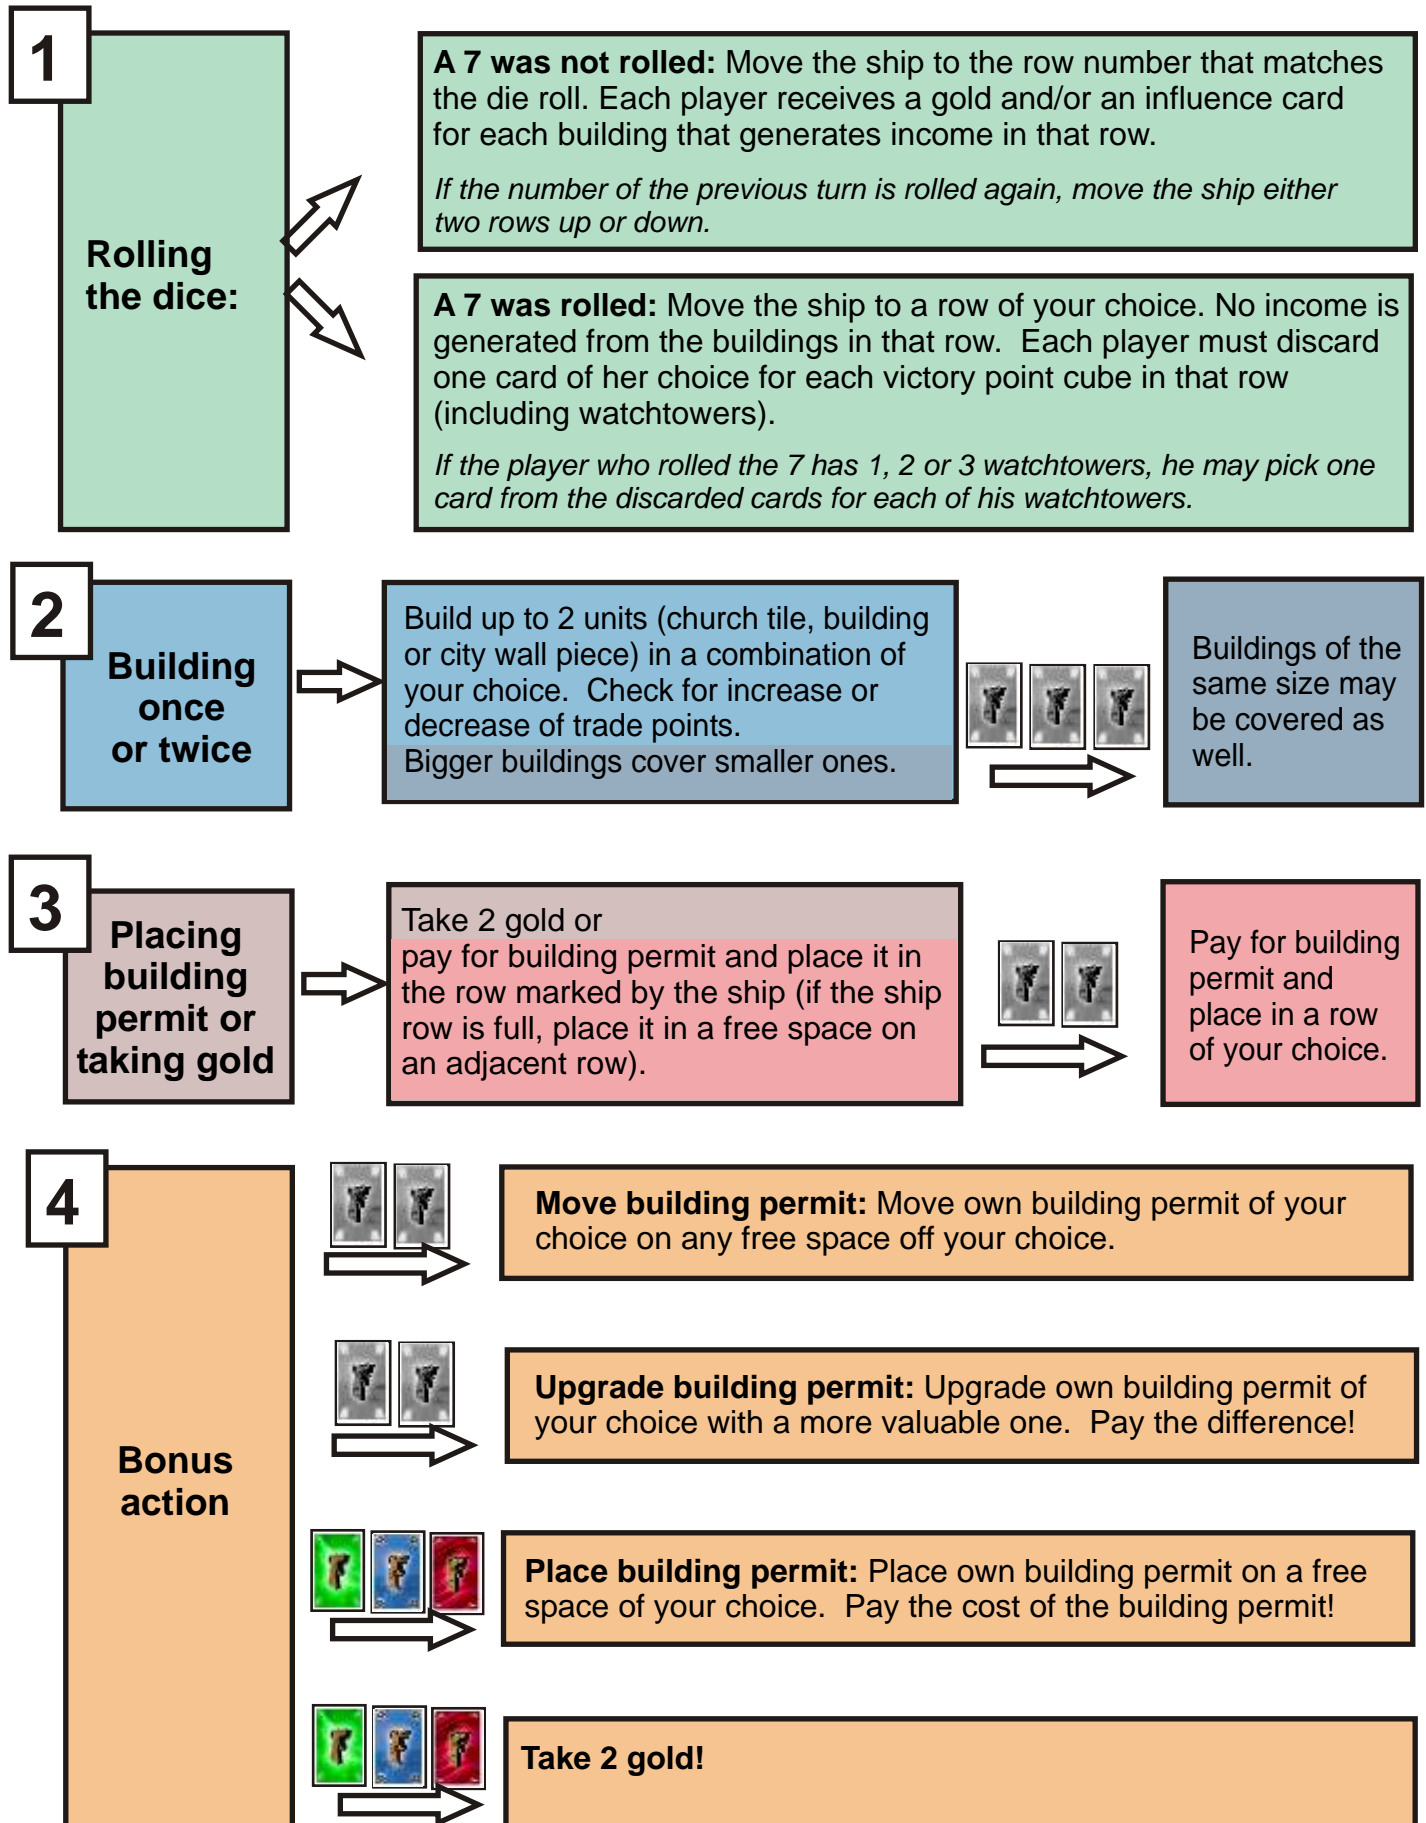 1
Rolling
the dice:
A 7 was not rolled: Move the ship to the row number that matches
the die roll. Each player receives a gold and/or an influence card
for each building that generates income in that row.
If the number of the previous turn is rolled again, move the ship either
two rows up or down.
A 7 was rolled: Move the ship to a row of your choice. No income is
generated from the buildings in that row.  Each player must discard
one card of her choice for each victory point cube in that row
(including watchtowers).
If the player who rolled the 7 has 1, 2 or 3 watchtowers, he may pick one
card from the discarded cards for each of his watchtowers.
2
Building
once
or twice
Build up to 2 units (church tile, building
or city wall piece) in a combination of
your choice.  Check for increase or
decrease of trade points.
Bigger buildings cover smaller ones.
Buildings of the
same size may
be covered as
well.
3
Placing
building
permit or
taking gold
Take 2 gold or
pay for building permit and place it in
the row marked by the ship (if the ship
row is full, place it in a free space on
an adjacent row).
Pay for building
permit and
place in a row
of your choice.
4
Bonus
action
Move building permit: Move own building permit of your
choice on any free space off your choice.
Upgrade building permit: Upgrade own building permit of
your choice with a more valuable one.  Pay the difference!
Place building permit: Place own building permit on a free
space of your choice.  Pay the cost of the building permit!
Take 2 gold!